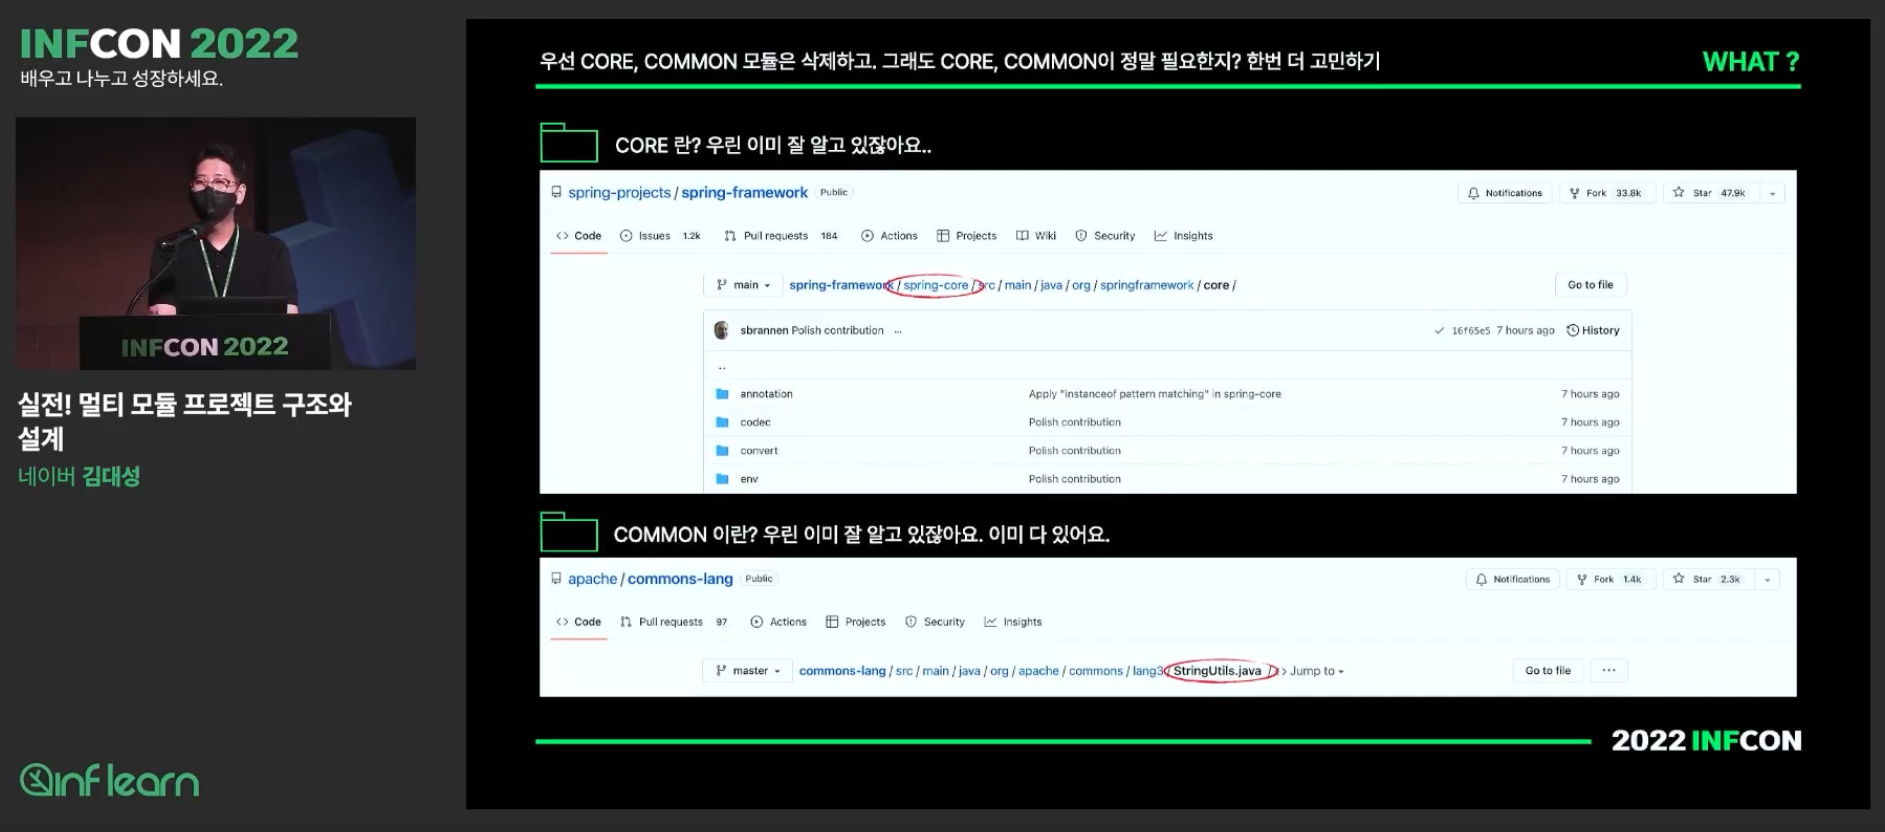 INFCON 2022
배우고 나누고 성장하세요.
INFCON 2022
실전! 멀티 모듈 프로젝트 구조와
설계
네이버 김대성
inflearn
우선 CORE, COMMON 모듈은 삭제하고. 그래도 CORE, COMMON이 정말 필요한지? 한번 더 고민하기
WHAT ?
CORE 란? 우린 이미 잘 알고 있잖아요..
spring-projects / spring-framework Public
Notifications Fork 33.8k Star 47.9k
Code Issues 1.2k Pull requests 184 Actions Projects Wiki Security Insights
main spring-framework / spring-core / src / main / java / org / springframework / core / Go to file
sbrannen Polish contribution ... 16f65e5 7 hours ago History
..
annotation Apply "instanceof pattern matching" in spring-core 7 hours ago
codec Polish contribution 7 hours ago
convert Polish contribution 7 hours ago
env Polish contribution 7 hours ago
COMMON 이란? 우린 이미 잘 알고 있잖아요. 이미 다 있어요.
apache / commons-lang Public
Notifications Fork 1.4k Star 2.3k
Code Pull requests 97 Actions Projects Security Insights
master commons-lang / src / main / java / org / apache / commons / lang3 / StringUtils.java / Jump to Go to file ...
2022 INFCON